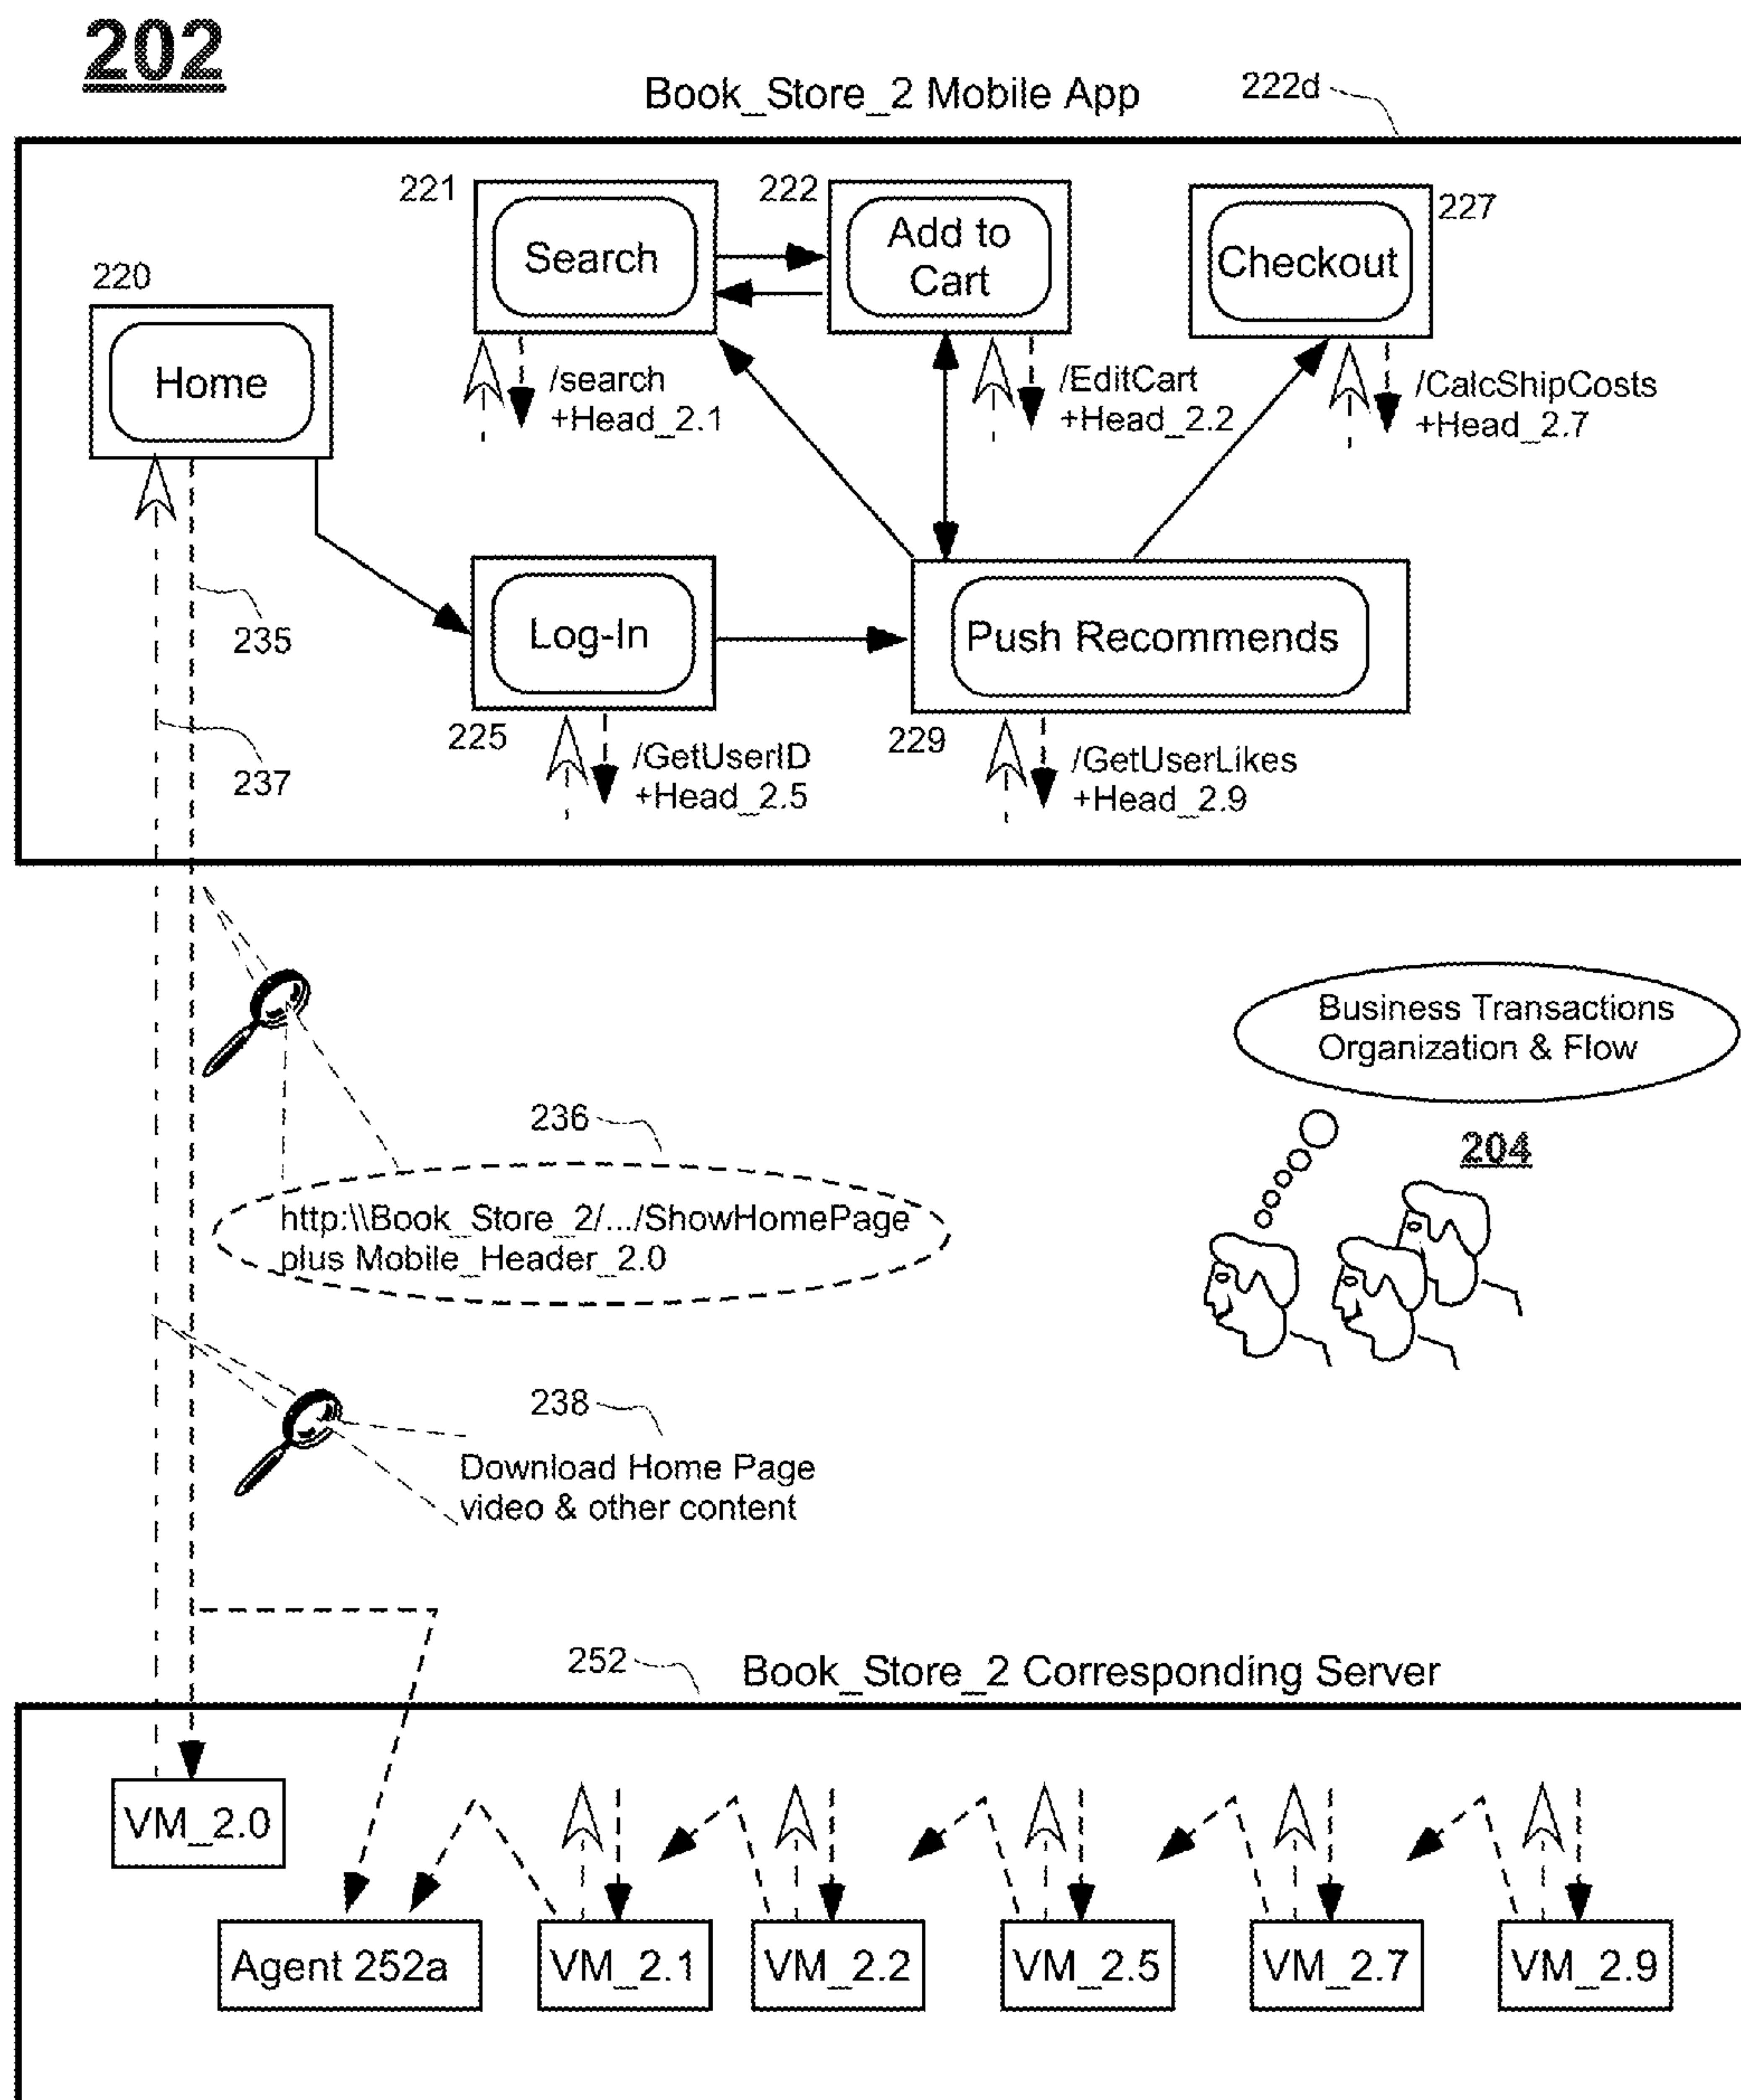 202
Book_Store_2 Mobile App
222d
221
222
227
Search
Add to
Cart
Checkout
220
Home
/search
+Head_2.1
/EditCart
+Head_2.2
/CalcShipCosts
+Head_2.7
235
Log-In
Push Recommends
225
229
237
/GetUserID
+Head_2.5
/GetUserLikes
+Head_2.9
Business Transactions
Organization & Flow
236
204
http:\\Book_Store_2/.../ShowHomePage
plus Mobile_Header_2.0
238
Download Home Page
video & other content
252
Book_Store_2 Corresponding Server
VM_2.0
Agent 252a
VM_2.1
VM_2.2
VM_2.5
VM_2.7
VM_2.9